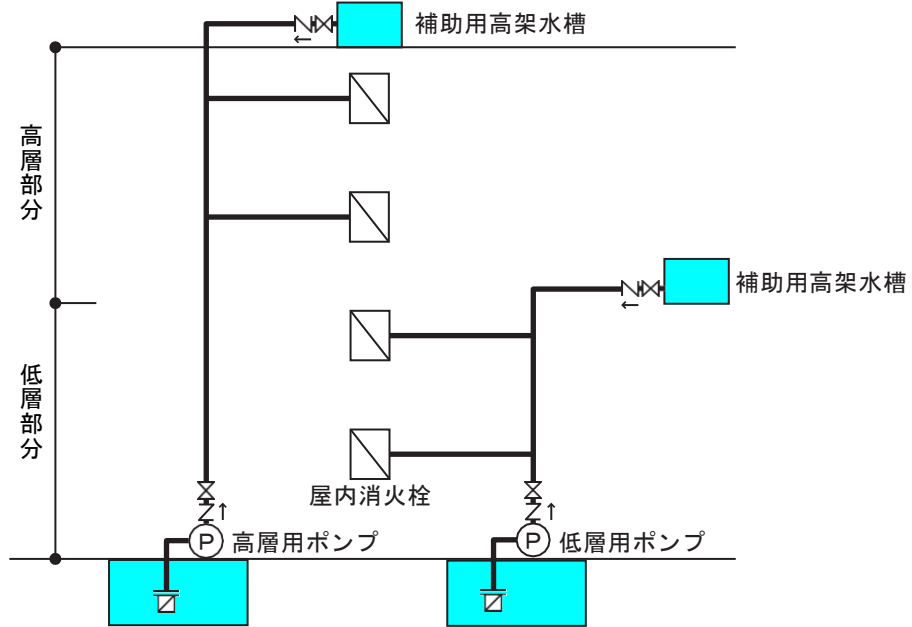 補助用高架水槽
高層部分
補助用高架水槽
低層部分
屋内消火栓
P 高層用ポンプ
P 低層用ポンプ